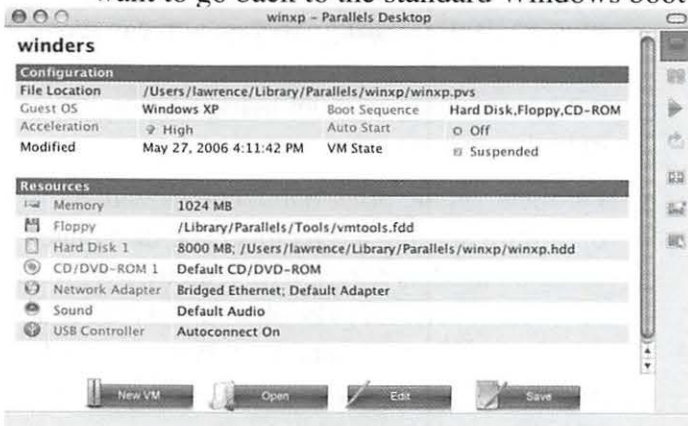 want to go back to the standard Windows boot
winxp – Parallels Desktop
winders
Configuration
File Location /Users/lawrence/Library/Parallels/winxp/winxp.pvs
Guest OS Windows XP Boot Sequence Hard Disk,Floppy,CD-ROM
Acceleration High Auto Start Off
Modified May 27, 2006 4:11:42 PM VM State Suspended
Resources
Memory 1024 MB
Floppy /Library/Parallels/Tools/vmtools.fdd
Hard Disk 1 8000 MB; /Users/lawrence/Library/Parallels/winxp/winxp.hdd
CD/DVD-ROM 1 Default CD/DVD-ROM
Network Adapter Bridged Ethernet; Default Adapter
Sound Default Audio
USB Controller Autoconnect On
New VM Open Edit Save